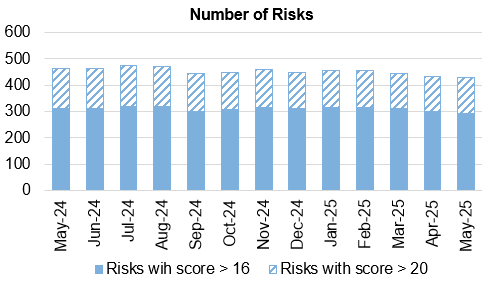 Number of Risks
600
500
400
300
200
100
0
May-24 Jun-24 Jul-24 Aug-24 Sep-24 Oct-24 Nov-24 Dec-24 Jan-25 Feb-25 Mar-25 Apr-25 May-25
Risks wih score > 16 Risks with score > 20